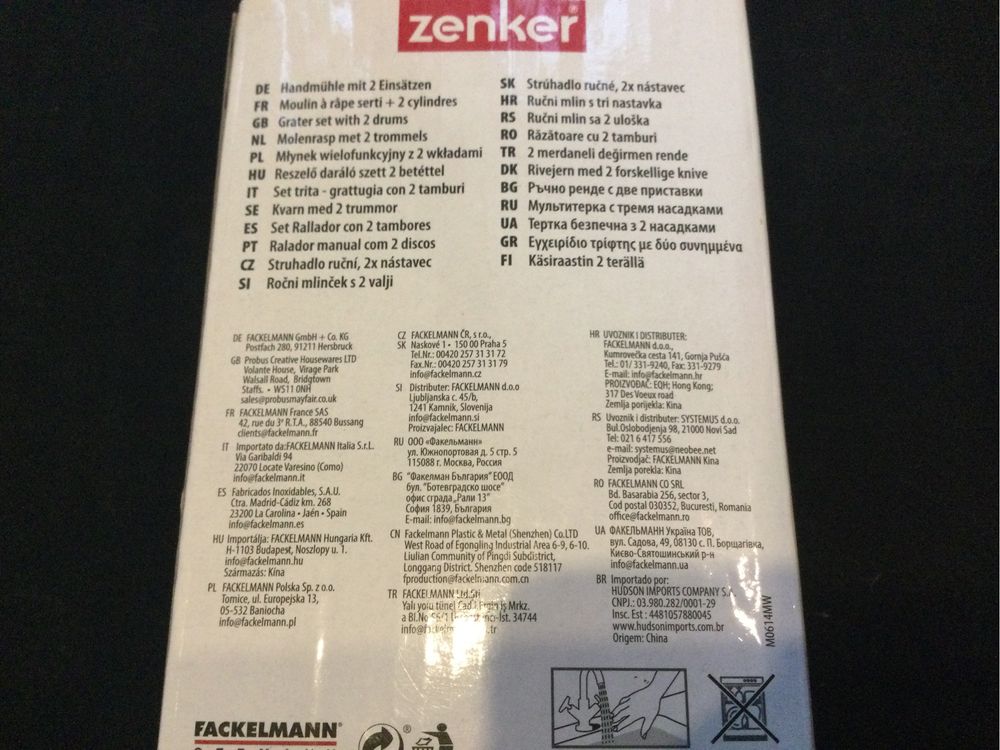 zenker
DE Handmühle mit 2 Einsätzen
FR Moulin à râpe serti + 2 cylindres
GB Grater set with 2 drums
NL Molenrasp met 2 trommels
PL Młynek wielofunkcyjny z 2 wkładami
HU Reszelő daráló szett 2 betéttel
IT Set trita - grattugia con 2 tamburi
SE Kvarn med 2 trummor
ES Set Rallador con 2 tambores
PT Ralador manual com 2 discos
CZ Struhadlo ruční, 2x nástavec
SI Ročni mlinček s 2 valji
SK Strúhadlo ručné, 2x nástavec
HR Ručni mlin s tri nastavka
RS Ručni mlin sa 2 uloška
RO Răzătoare cu 2 tamburi
TR 2 merdaneli değirmen rende
DK Rivejern med 2 forskellige knive
BG Ръчно ренде с две приставки
RU Мультитерка с тремя насадками
UA Тертка безпечна з 2 насадками
GR Εγχειρίδιο τρίφτης με δύο συνημμένα
FI Käsiraastin 2 terällä
DE FACKELMANN GmbH + Co. KG
Postfach 280, 91211 Hersbruck
GB Probus Creative Housewares LTD
Volante House, Virage Park
Walsall Road, Bridgtown
Staffs. • WS11 0NH
sales@probusmayfair.co.uk
FR FACKELMANN France SAS
42, rue du 3e R.T.A., 88540 Bussang
clients@fackelmann.fr
IT Importato da:FACKELMANN Italia S.r.L.
Via Garibaldi 94
22070 Locate Varesino (Como)
info@fackelmann.it
ES Fabricados Inoxidables, S.A.U.
Ctra. Madrid-Cádiz km. 268
23200 La Carolina • Jaén • Spain
info@fackelmann.es
HU Importálja: FACKELMANN Hungaria Kft.
H-1103 Budapest, Noszlopy u. 1.
info@fackelmann.hu
Származás: Kína
PL FACKELMANN Polska Sp. z o.o.
Tomice, ul. Europejska 13,
05-532 Baniocha
info@fackelmann.pl
CZ FACKELMANN ČR, s r.o.,
SK Naskové 1 • 150 00 Praha 5
Tel.Nr.: 00420 257 31 31 72
Fax.Nr.: 00420 257 31 31 79
info@fackelmann.cz
SI Distributer: FACKELMANN d.o.o
Ljubljanska c. 45/b,
1241 Kamnik, Slovenija
info@fackelmann.si
Proizvajalec: FACKELMANN
RU ООО «Факельманн»
ул. Южнопортовая д. 5 стр. 5
115088 г. Москва, Россия
BG "Факелман България" ЕООД
бул. "Ботевградско шосе"
офис сграда „Рали 13"
София 1839, България
E-mail: info@fackelmann.bg
CN Fackelmann Plastic & Metal (Shenzhen) Co.LTD
West Road of Egongling Industrial Area 6-9, 6-10.
Liulian Community of Pingdi Subdistrict,
Longgang District. Shenzhen code 518117
fproduction@fackelmann.com.cn
TR FACKELMANN Ltd.Şti
Yalı yolu tünel Cad. İş Mrkz.
a Bl.No 34744
HR UVOZNIK I DISTRIBUTER:
FACKELMANN d.o.o.,
Kumrovečka cesta 141, Gornja Pušća
Tel.: 01/ 331-9240, Fax: 331-9279
E-mail: info@fackelmann.hr
PROIZVOĐAČ: EQH; Hong Kong;
317 Des Voeux road
Zemlja porijekla: Kina
RS Uvoznik i distributer: SYSTEMUS d.o.o.
Bul.Oslobodjenja 98, 21000 Novi Sad
Tel: 021 6 417 556
e-mail: systemus@neobee.net
Proizvodjač: FACKELMANN Kina
Zemlja porekla: Kina
RO FACKELMANN CO SRL
Bd. Basarabia 256, sector 3,
Cod postal 030352, Bucuresti, Romania
office@fackelmann.ro
UA ФАКЕЛЬМАНН Україна ТОВ,
вул. Садова, 49, 08130 с. П. Борщагівка,
Києво-Святошинський р-н
info@fackelmann.ua
BR Importado por:
HUDSON IMPORTS COMPANY S.A.
CNPJ.: 03.980.282/0001-29
Insc. Est : 4481057880045
www.hudsonimports.com.br
Origem: China
M0614MW
FACKELMANN®